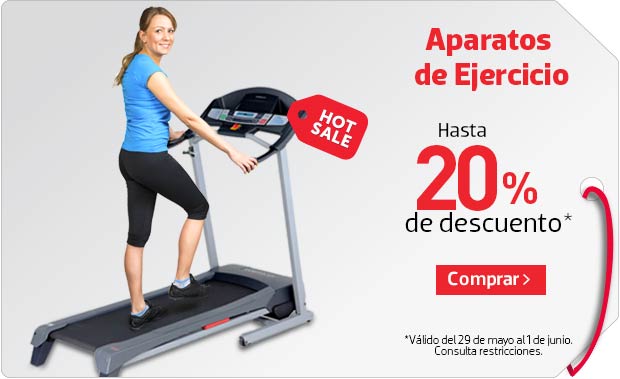 Aparatos
de Ejercicio
HOT
SALE
Hasta
20%
de descuento*
Comprar >
*Válido del 29 de mayo al 1 de junio.
Consulta restricciones.